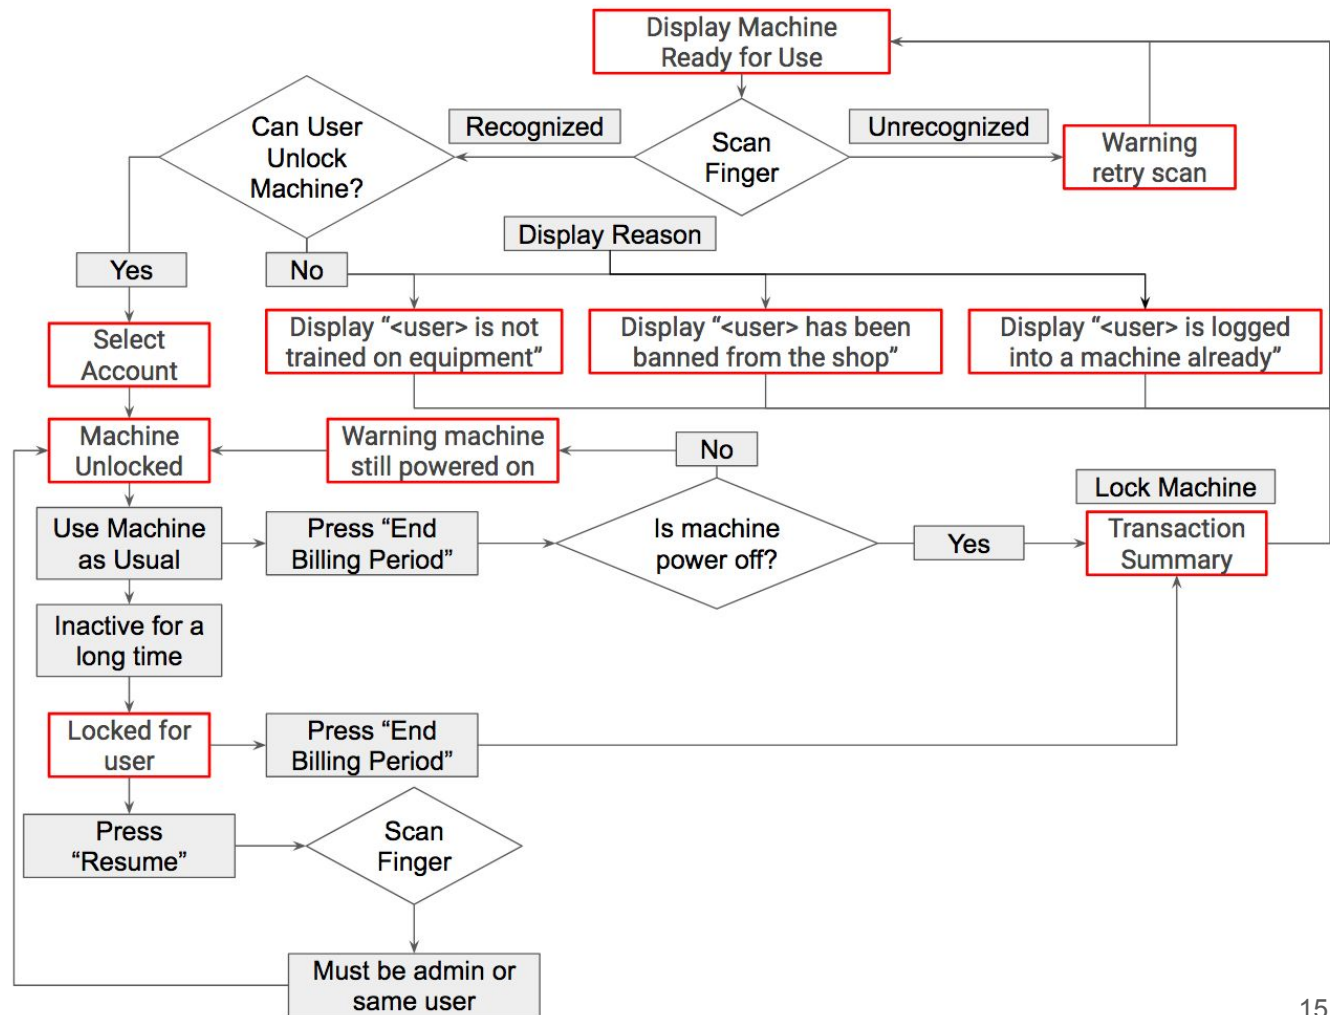 Display Machine
Ready for Use
Can User
Unlock
Machine?
Recognized
Scan
Finger
Unrecognized
Warning
retry scan
Display Reason
Yes
No
Select
Account
Display “<user> is not
trained on equipment”
Display “<user> has been
banned from the shop”
Display “<user> is logged
into a machine already”
Machine
Unlocked
Warning machine
still powered on
No
Lock Machine
Use Machine
as Usual
Press “End
Billing Period”
Is machine
power off?
Yes
Transaction
Summary
Inactive for a
long time
Locked for
user
Press “End
Billing Period”
Press
“Resume”
Scan
Finger
Must be admin or
same user
15